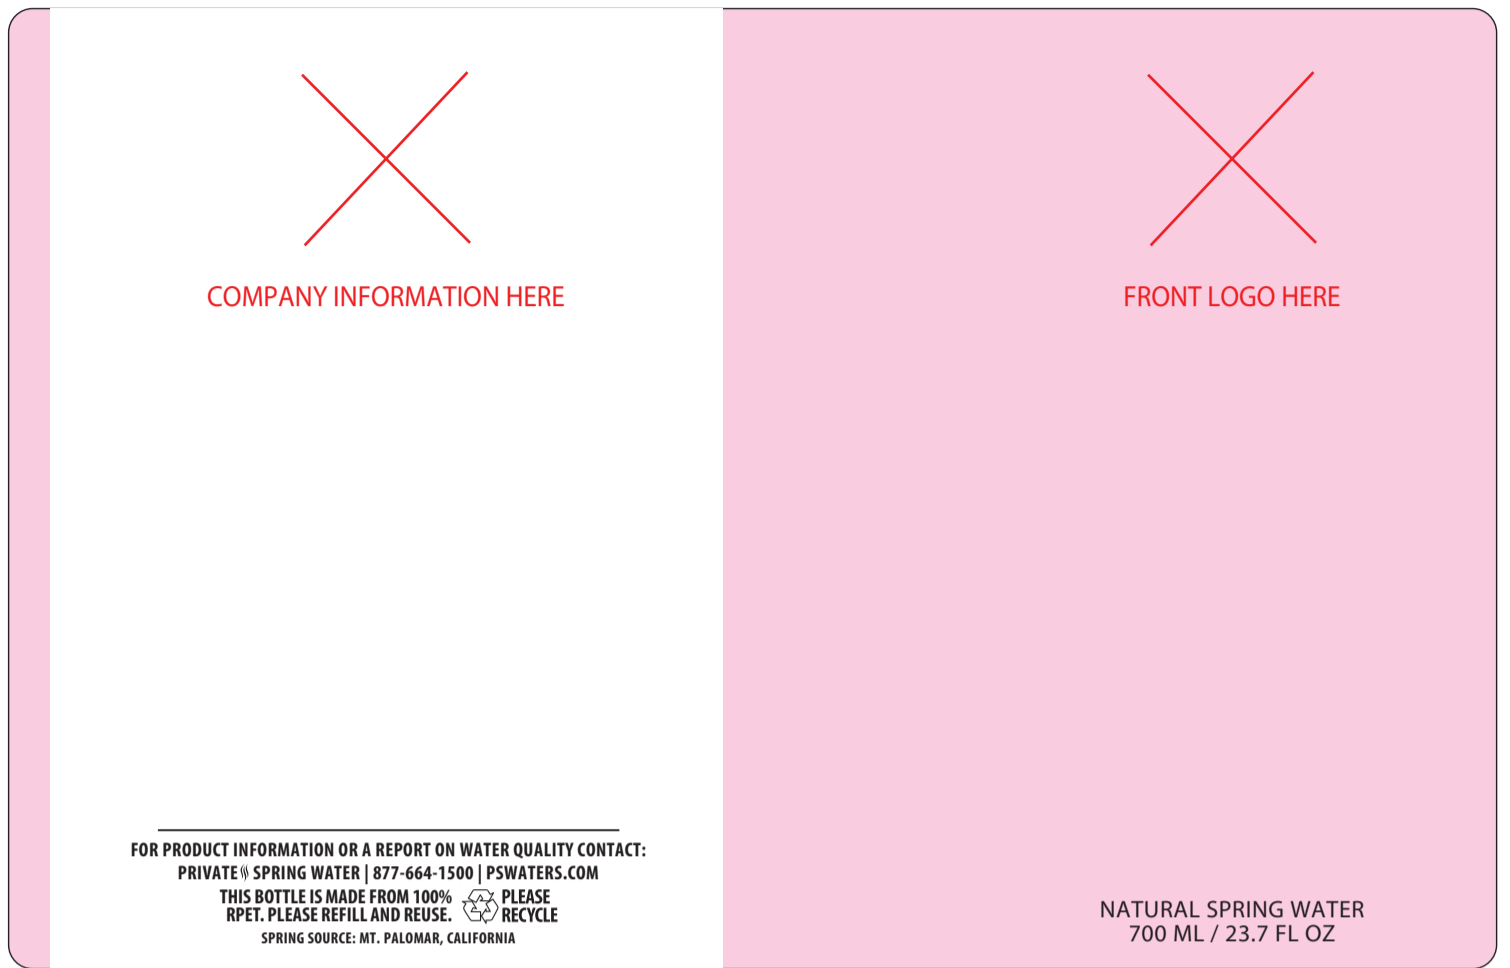 COMPANY INFORMATION HERE
FOR PRODUCT INFORMATION OR A REPORT ON WATER QUALITY CONTACT:
PRIVATE SPRING WATER | 877-664-1500 | PSWATERS.COM
THIS BOTTLE IS MADE FROM 100%
RPET. PLEASE REFILL AND REUSE.
PLEASE
RECYCLE
SPRING SOURCE: MT. PALOMAR, CALIFORNIA
FRONT LOGO HERE
NATURAL SPRING WATER
700 ML / 23.7 FL OZ